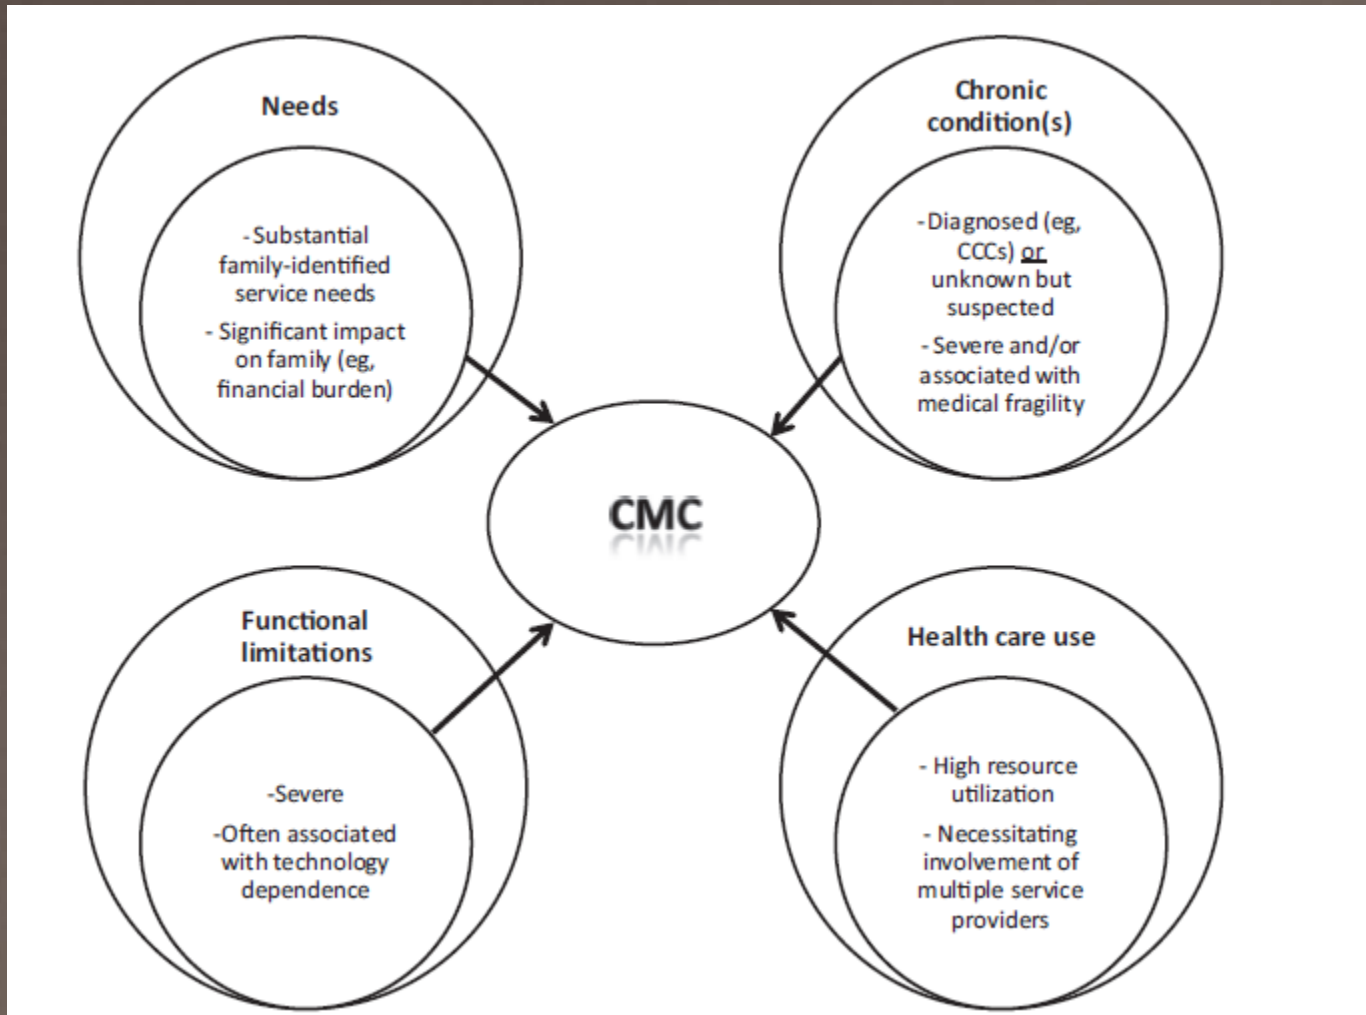 Needs
- Substantial
family-identified
service needs
- Significant impact
on family (eg,
financial burden)
Chronic
condition(s)
-Diagnosed (eg,
CCCs) or
unknown but
suspected
- Severe and/or
associated with
medical fragility
CMC
Functional
limitations
-Severe
-Often associated
with technology
dependence
Health care use
- High resource
utilization
- Necessitating
involvement of
multiple service
providers